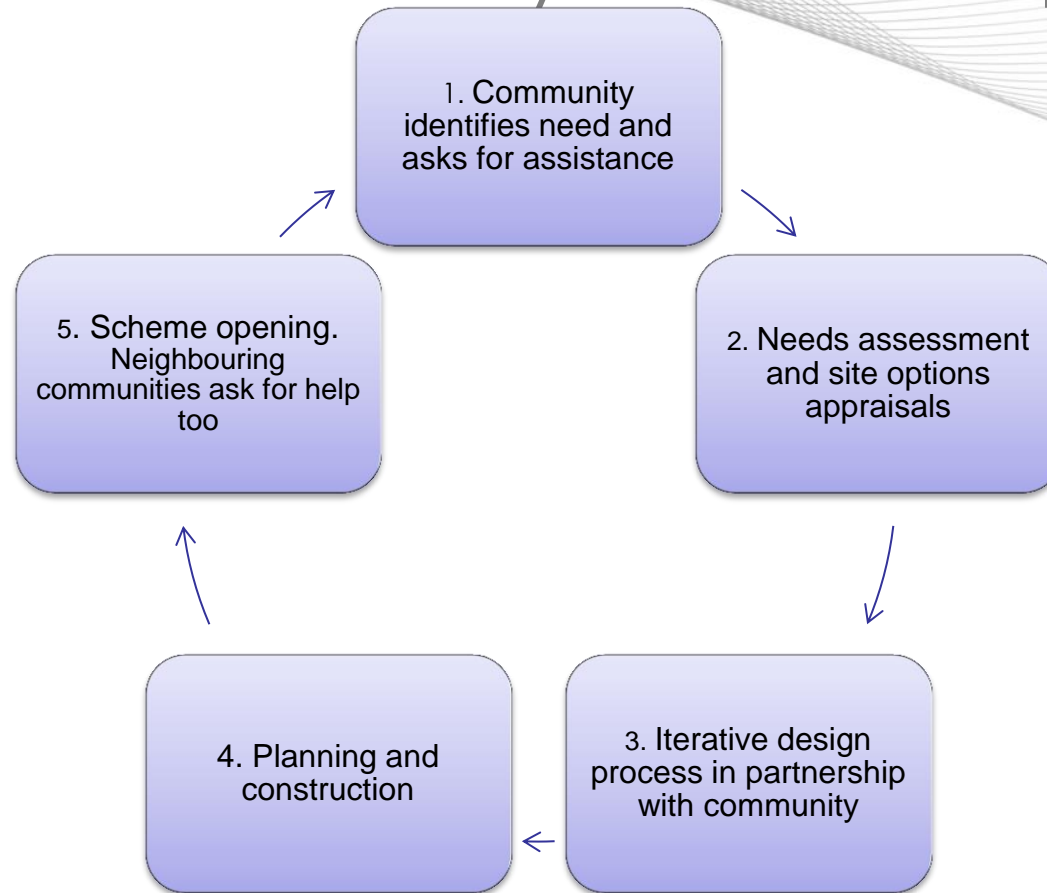 1. Community
identifies need and
asks for assistance
2. Needs assessment
and site options
appraisals
3. Iterative design
process in partnership
with community
4. Planning and
construction
5. Scheme opening.
Neighbouring
communities ask for help
too